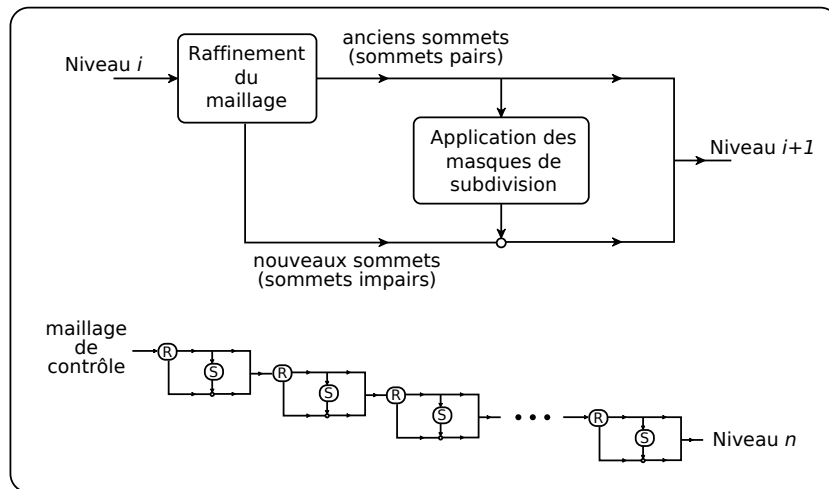 Niveau i
Raffinement
du
maillage
anciens sommets
(sommets pairs)
Application des
masques de
subdivision
Niveau i+1
nouveaux sommets
(sommets impairs)
maillage
de
contrôle
R
S
R
S
R
S
R
S
Niveau n